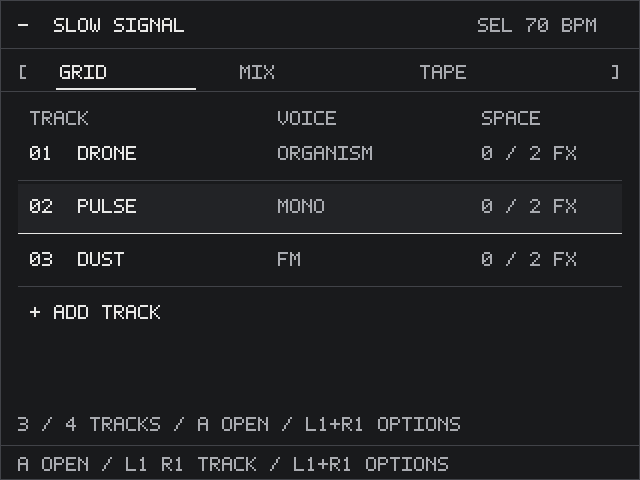 – SLOW SIGNAL SEL 70 BPM
[ GRID MIX TAPE ]
TRACK VOICE SPACE
01 DRONE ORGANISM 0 / 2 FX
02 PULSE MONO 0 / 2 FX
03 DUST FM 0 / 2 FX
+ ADD TRACK
3 / 4 TRACKS / A OPEN / L1+R1 OPTIONS
A OPEN / L1 R1 TRACK / L1+R1 OPTIONS